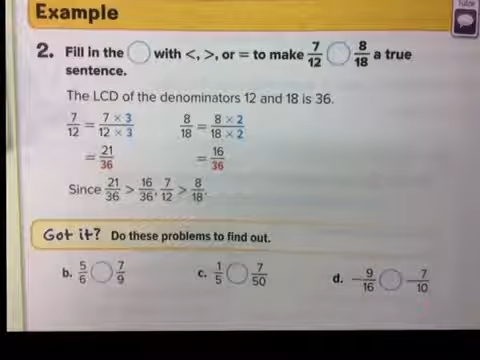 Tutor
Example
2. Fill in the ◯ with <, >, or = to make 7/12 ◯ 8/18 a true
sentence.
The LCD of the denominators 12 and 18 is 36.
7/12 = 7 × 3/12 × 3 8/18 = 8 × 2/18 × 2
= 21/36 = 16/36
Since 21/36 > 16/36, 7/12 > 8/18.
Got it? Do these problems to find out.
b. 5/6 ◯ 7/9 c. 1/5 ◯ 7/50 d. −9/16 ◯ −7/10